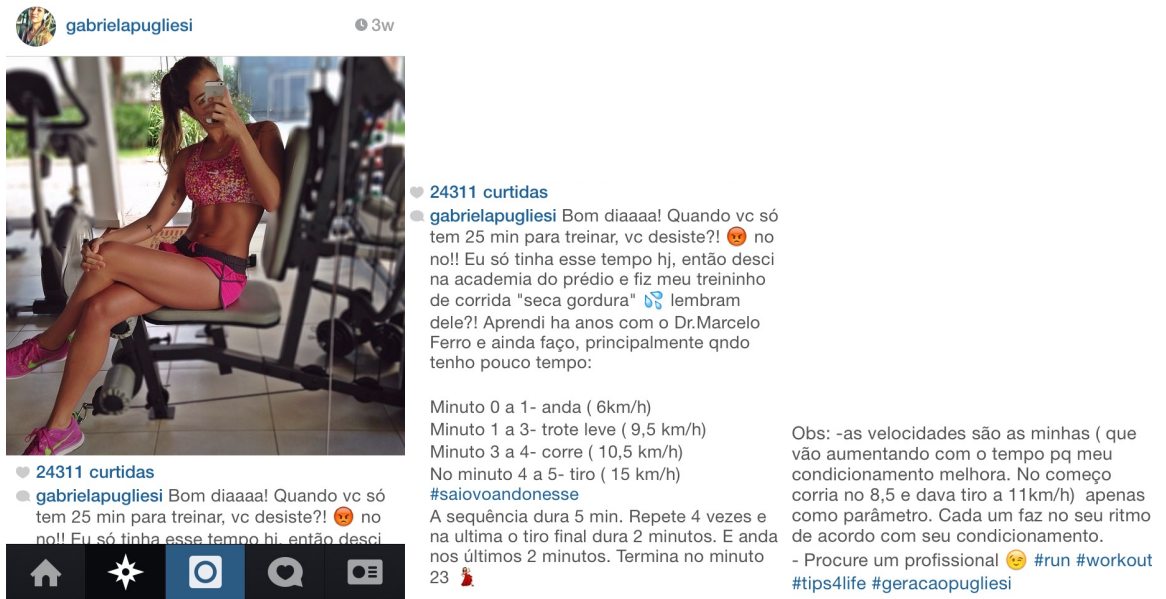 gabrielapugliesi
3w
24311 curtidas
gabrielapugliesi Bom diaaaa! Quando vc só
tem 25 min para treinar, vc desiste?! 😡 no
no!! Eu só tinha esse tempo hj, então desci
24311 curtidas
gabrielapugliesi Bom diaaaa! Quando vc só
tem 25 min para treinar, vc desiste?! 😡 no
no!! Eu só tinha esse tempo hj, então desci
na academia do prédio e fiz meu treininho
de corrida "seca gordura" 💦 lembram
dele?! Aprendi ha anos com o Dr.Marcelo
Ferro e ainda faço, principalmente qndo
tenho pouco tempo:
Minuto 0 a 1- anda ( 6km/h)
Minuto 1 a 3- trote leve ( 9,5 km/h)
Minuto 3 a 4- corre ( 10,5 km/h)
No minuto 4 a 5- tiro ( 15 km/h)
#saiovoandonesse
A sequência dura 5 min. Repete 4 vezes e
na ultima o tiro final dura 2 minutos. E anda
nos últimos 2 minutos. Termina no minuto
23 💃
Obs: -as velocidades são as minhas ( que
vão aumentando com o tempo pq meu
condicionamento melhora. No começo
corria no 8,5 e dava tiro a 11km/h) apenas
como parâmetro. Cada um faz no seu ritmo
de acordo com seu condicionamento.
- Procure um profissional 😉 #run #workout
#tips4life #geracaopugliesi